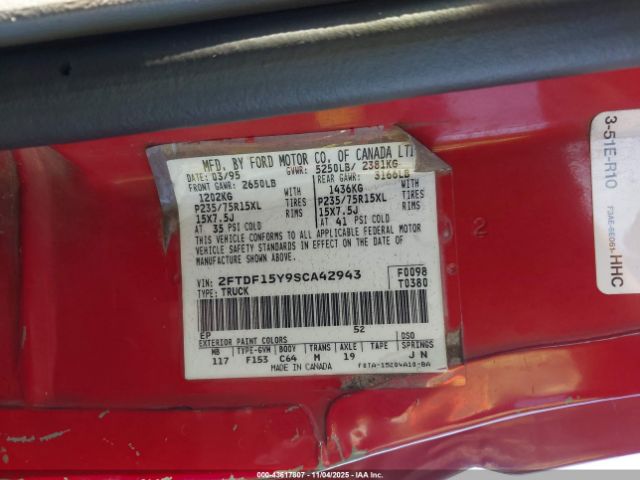 MFD. BY FORD MOTOR CO. OF CANADA LT
DATE: 03/95 GVWR: 5250LB/ 2381KG
FRONT GAWR: 2650LB REAR GAWR: 3166LB
1202KG WITH 1436KG WITH
P235/75R15XL TIRES P235/75R15XL TIRES
15X7.5J RIMS 15X7.5J RIMS
AT 35 PSI COLD AT 41 PSI COLD
THIS VEHICLE CONFORMS TO ALL APPLICABLE FEDERAL MOTOR
VEHICLE SAFETY STANDARDS IN EFFECT ON THE DATE OF
MANUFACTURE SHOWN ABOVE.
VIN: 2FTDF15Y9SCA42943 F0098
TYPE: TRUCK T0380
EP 52
EXTERIOR PAINT COLORS DSO
WB TYPE-GVW BODY TRANS AXLE TAPE SPRINGS
117 F153 C64 M 19 J N
MADE IN CANADA
3-51E-R10
HHC
2
000-43617807 - 11/04/2025 - IAAI.COM